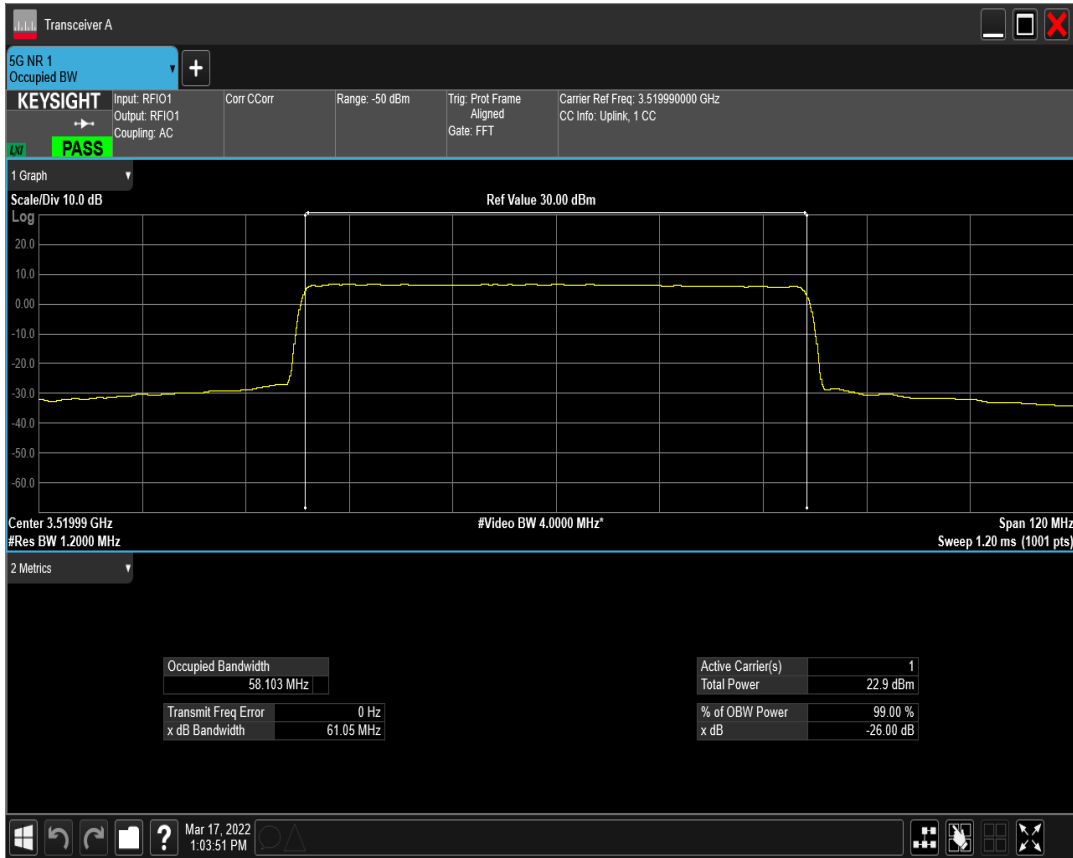 Transceiver A
5G NR 1
Occupied BW
KEYSIGHT
LXI
PASS
Input: RFIO1
Output: RFIO1
Coupling: AC
Corr CCorr
Range: -50 dBm
Trig: Prot Frame
Aligned
Gate: FFT
Carrier Ref Freq: 3.519990000 GHz
CC Info: Uplink, 1 CC
1 Graph
Scale/Div 10.0 dB
Ref Value 30.00 dBm
Log
20.0
10.0
0.00
-10.0
-20.0
-30.0
-40.0
-50.0
-60.0
Center 3.51999 GHz
#Video BW 4.0000 MHz*
Span 120 MHz
#Res BW 1.2000 MHz
Sweep 1.20 ms (1001 pts)
2 Metrics
Occupied Bandwidth
58.103 MHz
Transmit Freq Error 0 Hz
x dB Bandwidth 61.05 MHz
Active Carrier(s) 1
Total Power 22.9 dBm
% of OBW Power 99.00 %
x dB -26.00 dB
?
Mar 17, 2022
1:03:51 PM